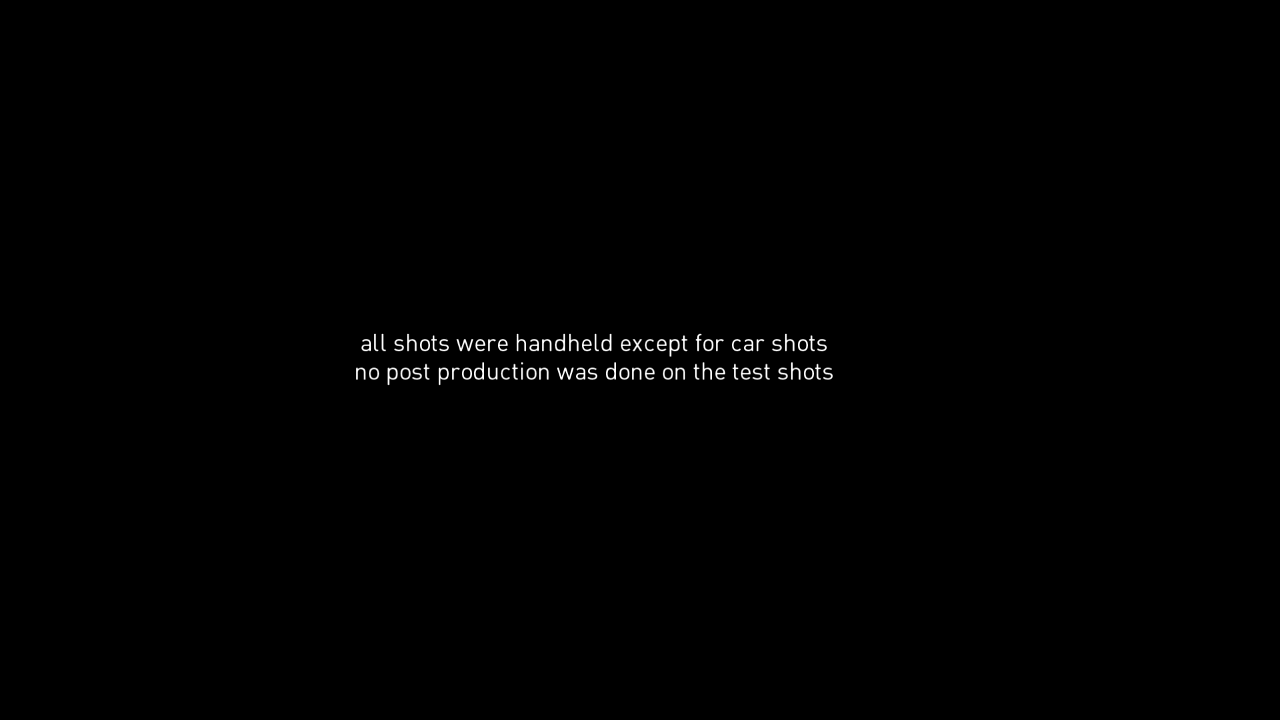 all shots were handheld except for car shots
no post production was done on the test shots